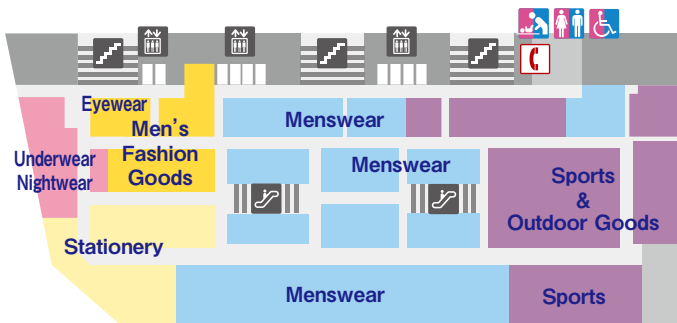 Eyewear
Men's
Fashion
Goods
Menswear
Underwear
Nightwear
Menswear
Sports
&
Outdoor Goods
Stationery
Menswear
Sports